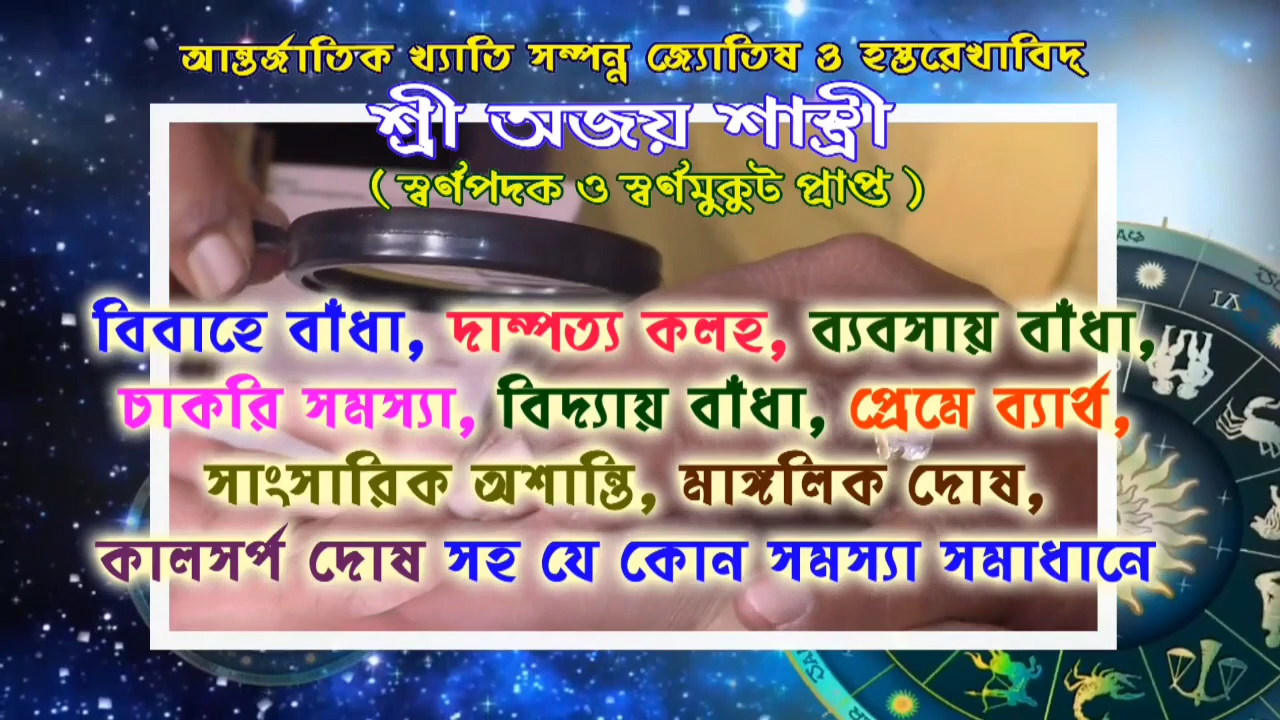 আন্তর্জাতিক খ্যাতি সম্পন্ন জ্যোতিষ ও হস্তরেখাবিদ্
শ্রী অজয় শাস্ত্রী
( স্বর্ণপদক ও স্বর্ণমুকুট প্রাপ্ত )
বিবাহে বাঁধা, দাম্পত্য কলহ, ব্যবসায় বাঁধা,
চাকরি সমস্যা, বিদ্যায় বাঁধা, প্রেমে ব্যার্থ,
সাংসারিক অশান্তি, মাঙ্গলিক দোষ,
কালসর্প দোষ সহ যে কোন সমস্যা সমাধানে